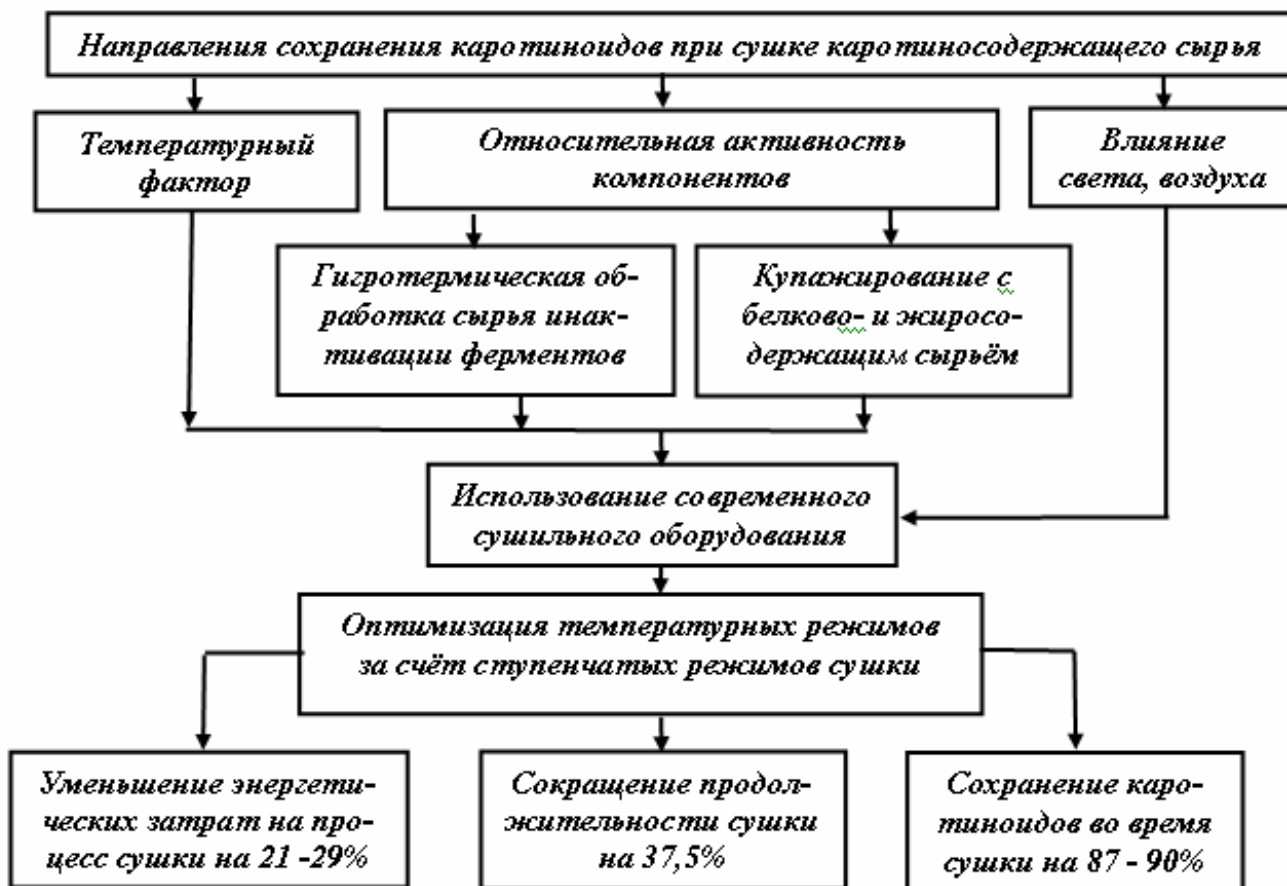 Направления сохранения каротиноидов при сушке каротиносодержащего сырья
Температурный
фактор
Относительная активность
компонентов
Влияние
света, воздуха
Гигротермическая об-
работка сырья инак-
тивации ферментов
Купажирование с
белково- и жиросо-
держащим сырьём
Использование современного
сушильного оборудования
Оптимизация температурных режимов
за счёт ступенчатых режимов сушки
Уменьшение энергети-
ческих затрат на про-
цесс сушки на 21 -29%
Сокращение продол-
жительности сушки
на 37,5%
Сохранение каро-
тиноидов во время
сушки на 87 - 90%